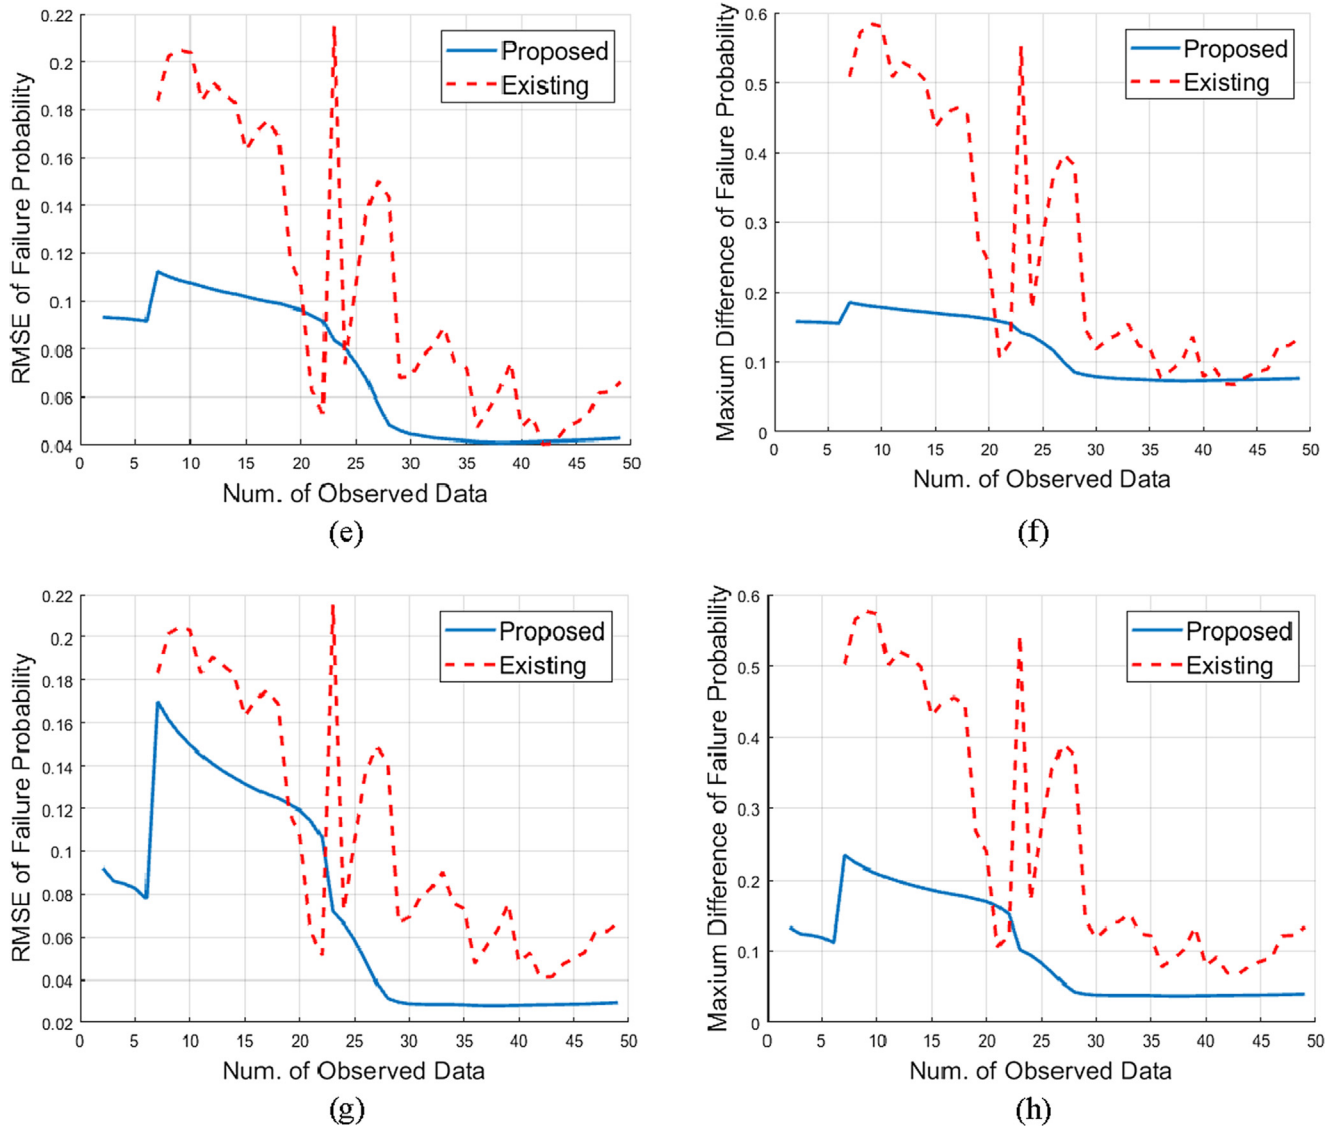 RMSE of Failure Probability
0.22
0.2
0.18
0.16
0.14
0.12
0.1
0.08
0.06
0.04
Proposed
Existing
0 5 10 15 20 25 30 35 40 45 50
Num. of Observed Data
(e)
Maxium Difference of Failure Probability
0.6
0.5
0.4
0.3
0.2
0.1
0
Proposed
Existing
0 5 10 15 20 25 30 35 40 45 50
Num. of Observed Data
(f)
RMSE of Failure Probability
0.22
0.2
0.18
0.16
0.14
0.12
0.1
0.08
0.06
0.04
0.02
Proposed
Existing
0 5 10 15 20 25 30 35 40 45 50
Num. of Observed Data
(g)
Maxium Difference of Failure Probability
0.6
0.5
0.4
0.3
0.2
0.1
0
Proposed
Existing
0 5 10 15 20 25 30 35 40 45 50
Num. of Observed Data
(h)